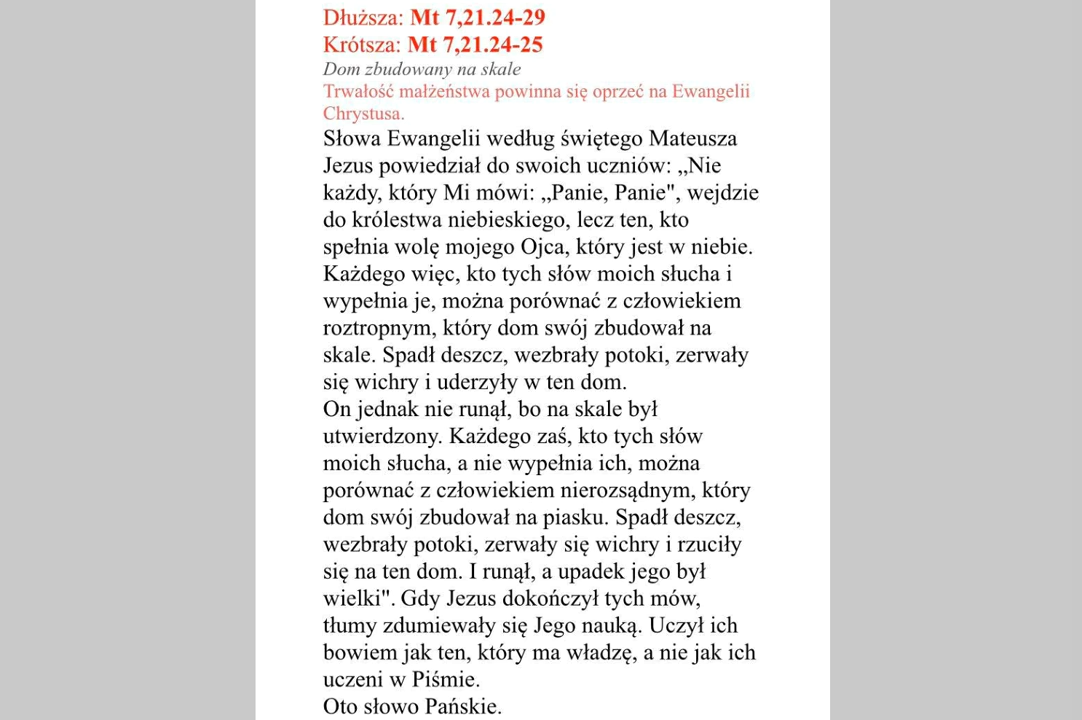 Dłuższa: Mt 7,21.24-29
Krótsza: Mt 7,21.24-25
Dom zbudowany na skale
Trwałość małżeństwa powinna się oprzeć na Ewangelii
Chrystusa.
Słowa Ewangelii według świętego Mateusza
Jezus powiedział do swoich uczniów: „Nie
każdy, który Mi mówi: „Panie, Panie", wejdzie
do królestwa niebieskiego, lecz ten, kto
spełnia wolę mojego Ojca, który jest w niebie.
Każdego więc, kto tych słów moich słucha i
wypełnia je, można porównać z człowiekiem
roztropnym, który dom swój zbudował na
skale. Spadł deszcz, wezbrały potoki, zerwały
się wichry i uderzyły w ten dom.
On jednak nie runął, bo na skale był
utwierdzony. Każdego zaś, kto tych słów
moich słucha, a nie wypełnia ich, można
porównać z człowiekiem nierozsądnym, który
dom swój zbudował na piasku. Spadł deszcz,
wezbrały potoki, zerwały się wichry i rzuciły
się na ten dom. I runął, a upadek jego był
wielki". Gdy Jezus dokończył tych mów,
tłumy zdumiewały się Jego nauką. Uczył ich
bowiem jak ten, który ma władzę, a nie jak ich
uczeni w Piśmie.
Oto słowo Pańskie.